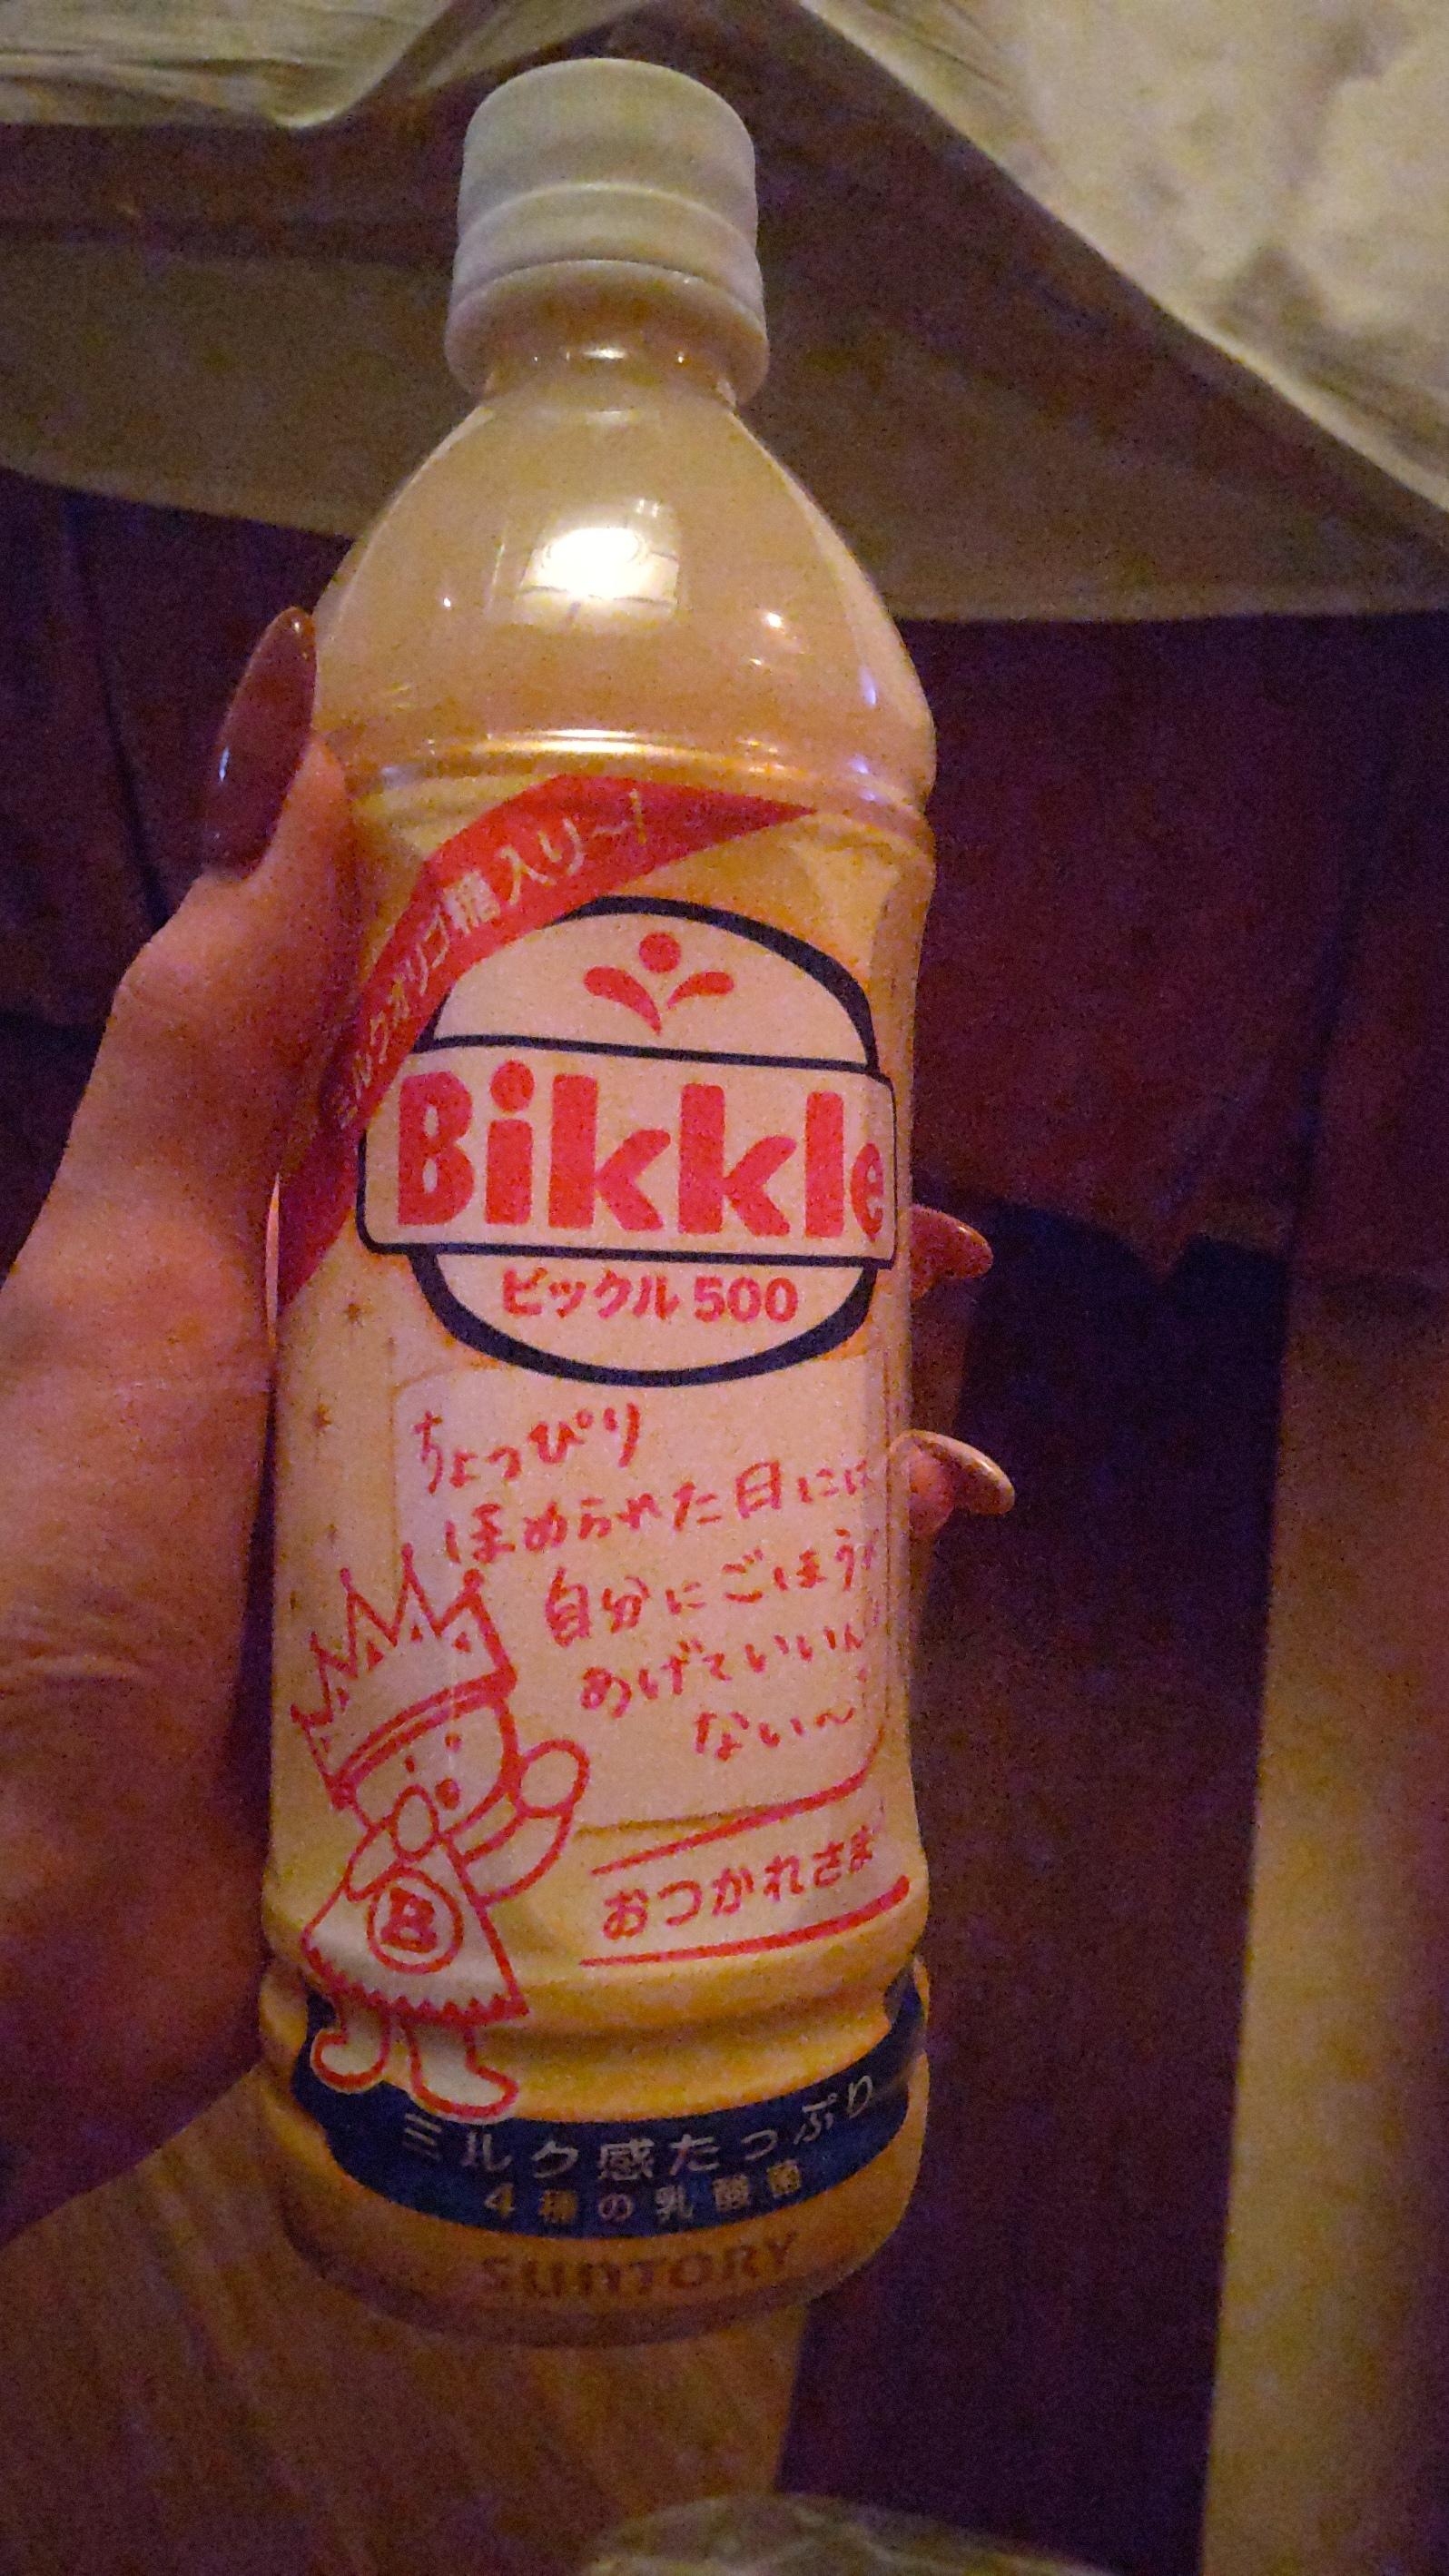 ミルクオリゴ糖入り〜!
Bikkle
ビックル 500
ちょっぴり
ほめられた日には
自分にごほう
あげていいん
ない〜
B
おつかれさま
ミルク感たっぷり
4種の乳酸菌
SUNTORY